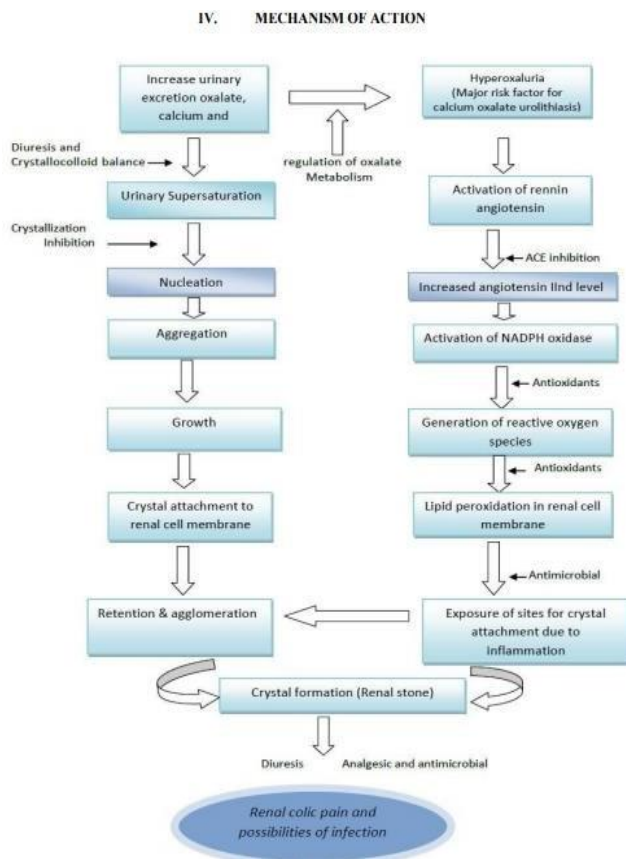 IV. MECHANISM OF ACTION
Increase urinary
excretion oxalate,
calcium and
Hyperoxaluria
(Major risk factor for
calcium oxalate urolithiasis)
Diuresis and
Crystallocolloid balance
regulation of oxalate
Metabolism
Urinary Supersaturation
Activation of rennin
angiotensin
Crystallization
Inhibition
ACE inhibition
Nucleation
Increased angiotensin IInd level
Aggregation
Activation of NADPH oxidase
Antioxidants
Growth
Generation of reactive oxygen
species
Antioxidants
Crystal attachment to
renal cell membrane
Lipid peroxidation in renal cell
membrane
Antimicrobial
Retention & agglomeration
Exposure of sites for crystal
attachment due to
inflammation
Crystal formation (Renal stone)
Diuresis Analgesic and antimicrobial
Renal colic pain and
possibilities of infection